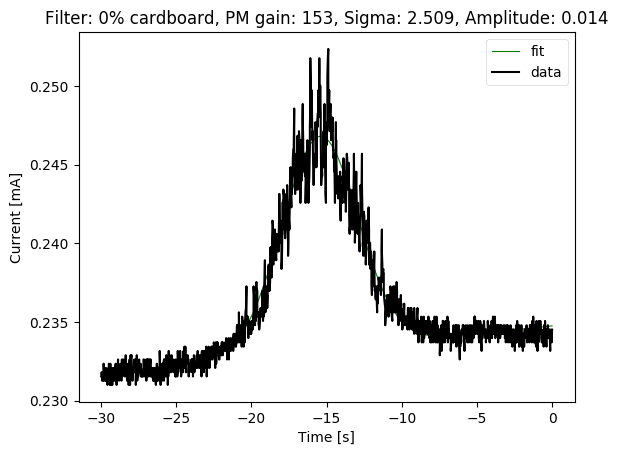 Filter: 0% cardboard, PM gain: 153, Sigma: 2.509, Amplitude: 0.014
fit
data
0.250
0.245
0.240
0.235
0.230
Current [mA]
−30
−25
−20
−15
−10
−5
0
Time [s]